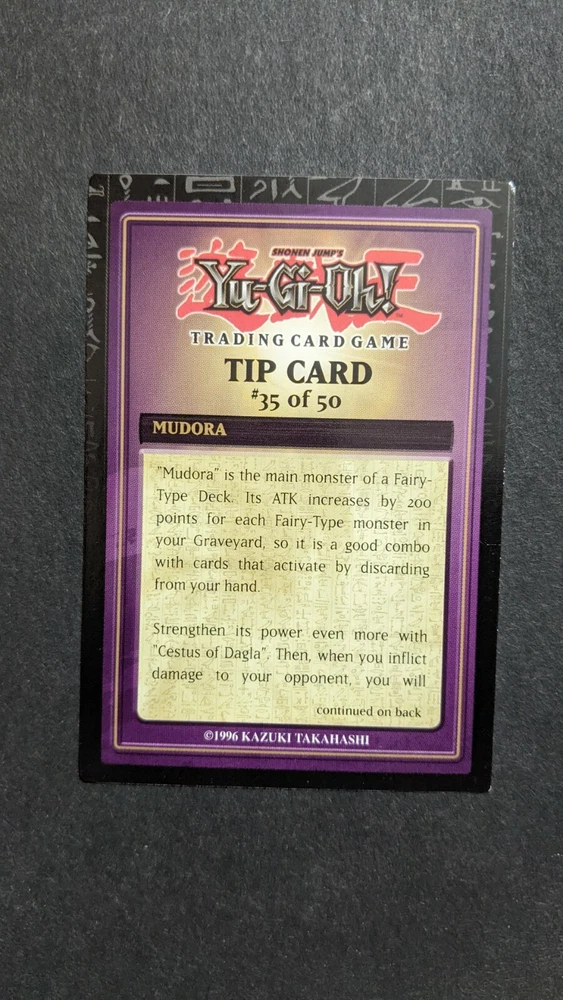 SHONEN JUMP'S
Yu-Gi-Oh!
TRADING CARD GAME
TIP CARD
#35 of 50
MUDORA
"Mudora" is the main monster of a Fairy-
Type Deck. Its ATK increases by 200
points for each Fairy-Type monster in
your Graveyard, so it is a good combo
with cards that activate by discarding
from your hand.
Strengthen its power even more with
"Cestus of Dagla". Then, when you inflict
damage to your opponent, you will
continued on back
©1996 KAZUKI TAKAHASHI